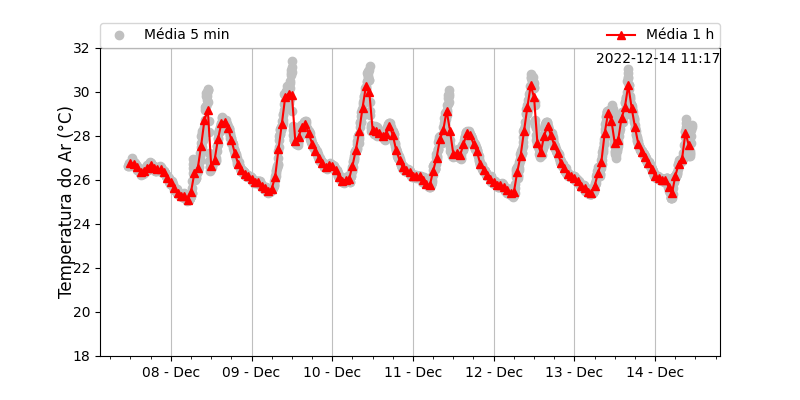 Média 5 min
Média 1 h
2022-12-14 11:17
Temperatura do Ar (°C)
32
30
28
26
24
22
20
18
08 - Dec
09 - Dec
10 - Dec
11 - Dec
12 - Dec
13 - Dec
14 - Dec